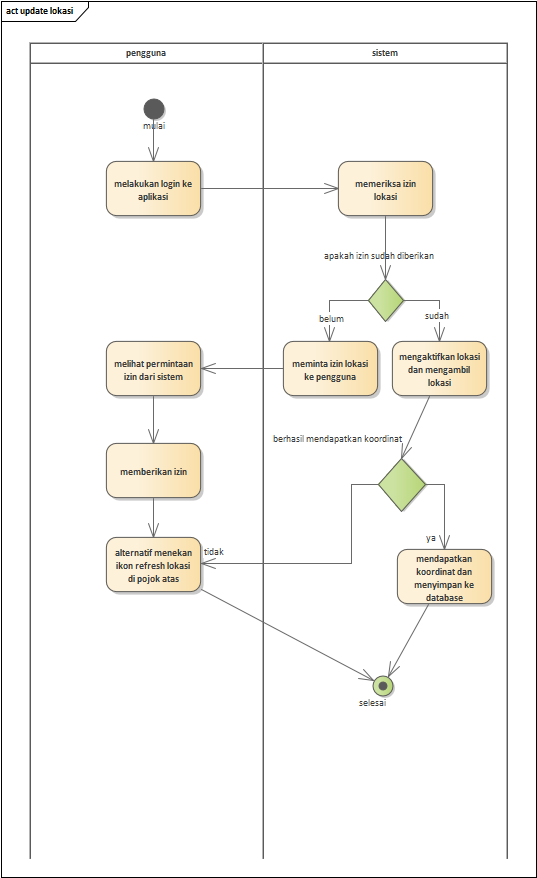 act update lokasi
pengguna
sistem
mulai
melakukan login ke
aplikasi
memeriksa izin
lokasi
apakah izin sudah diberikan
belum
sudah
melihat permintaan
izin dari sistem
meminta izin lokasi
ke pengguna
mengaktifkan lokasi
dan mengambil
lokasi
berhasil mendapatkan koordinat
memberikan izin
ya
tidak
alternatif menekan
ikon refresh lokasi
di pojok atas
mendapatkan
koordinat dan
menyimpan ke
database
selesai